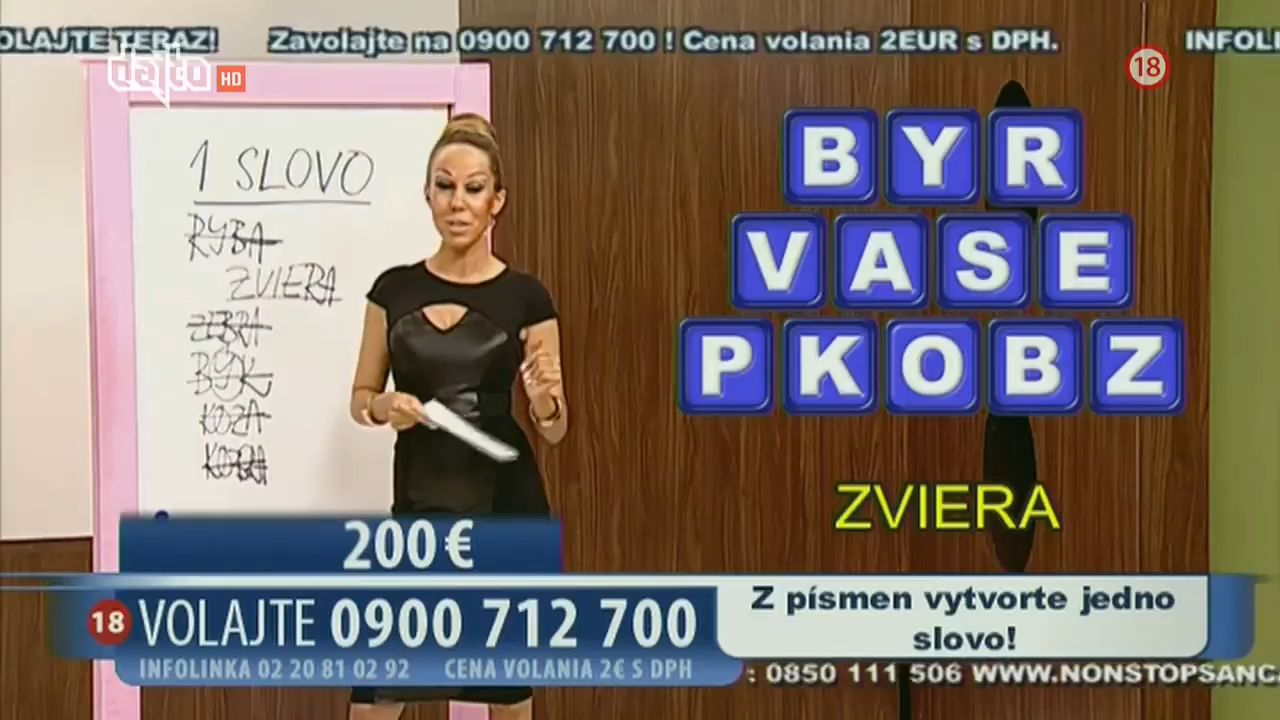 OLAJTE TERAZ! Zavolajte na 0900 712 700 ! Cena volania 2EUR s DPH. INFOLI
dajto HD
18
1 SLOVO
RYBA
ZVIERA
ZEBRA
BÝK
KOZA
KOBRA
BYR
VASE
PKOBZ
ZVIERA
200 €
18 VOLAJTE 0900 712 700
INFOLINKA 02 20 81 02 92 CENA VOLANIA 2€ S DPH
Z písmen vytvorte jedno
slovo!
: 0850 111 506 WWW.NONSTOPSANCA